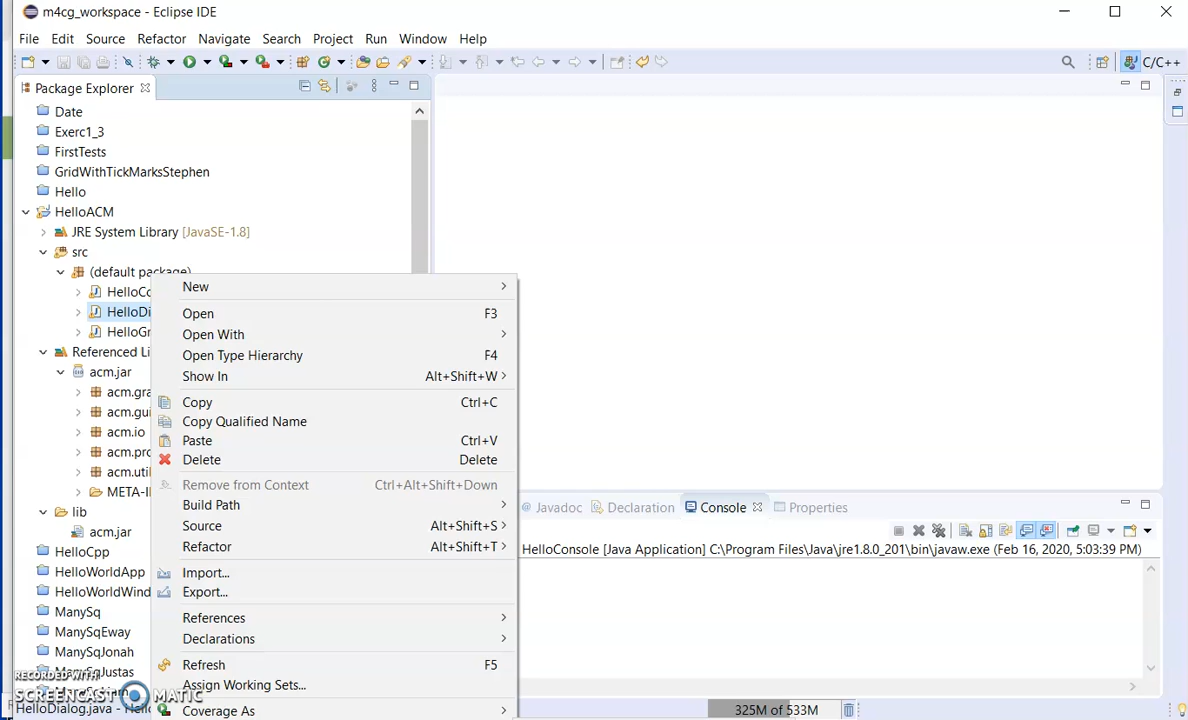 m4cg_workspace - Eclipse IDE
File Edit Source Refactor Navigate Search Project Run Window Help
C/C++
Package Explorer
Date
Exerc1_3
FirstTests
GridWithTickMarksStephen
Hello
HelloACM
JRE System Library [JavaSE-1.8]
src
(default package)
HelloCo
HelloDi
HelloGr
Referenced Li
acm.jar
acm.gra
acm.gui
acm.io
acm.pro
acm.util
META-I
lib
acm.jar
HelloCpp
HelloWorldApp
HelloWorldWind
ManySq
ManySqEway
ManySqJonah
ManySqJustas
New
Open F3
Open With
Open Type Hierarchy F4
Show In Alt+Shift+W
Copy Ctrl+C
Copy Qualified Name
Paste Ctrl+V
Delete Delete
Remove from Context Ctrl+Alt+Shift+Down
Build Path
Source Alt+Shift+S
Refactor Alt+Shift+T
Import...
Export...
References
Declarations
Refresh F5
Assign Working Sets...
Coverage As
@ Javadoc Declaration Console Properties
HelloConsole [Java Application] C:\Program Files\Java\jre1.8.0_201\bin\javaw.exe (Feb 16, 2020, 5:03:39 PM)
RECORDED WITH
SCREENCAST MATIC
HelloDialog.java - Hello
325M of 533M